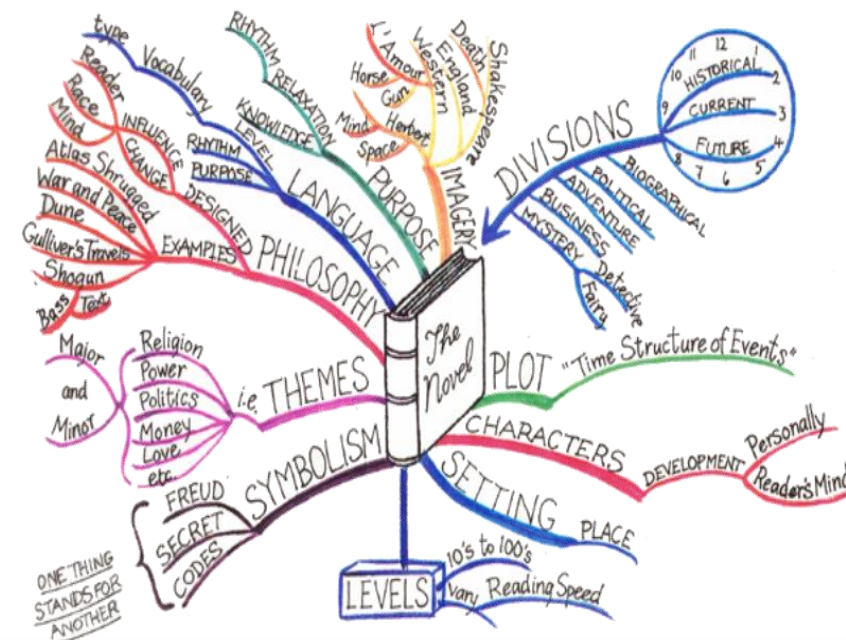 The
Novel
DIVISIONS
12
1
2
3
4
5
6
7
8
9
10
11
HISTORICAL
CURRENT
FUTURE
BIOGRAPHICAL
POLITICAL
ADVENTURE
BUSINESS
MYSTERY
Detective
Fairy
PLOT
"Time Structure of Events"
CHARACTERS
DEVELOPMENT
Personally
Reader's Mind
SETTING
PLACE
LEVELS
10's to 100's
vary Reading Speed
SYMBOLISM
FREUD
SECRET
CODES
ONE THING
STANDS FOR
ANOTHER
THEMES
i.e.
Religion
Power
Politics
Money
Love
etc.
Major
and
Minor
PHILOSOPHY
DESIGNED
INFLUENCE
CHANGE
Reader
Race
Mind
EXAMPLES
Atlas Shrugged
War and Peace
Dune
Gulliver's Travels
Shogun
Bass
Text
LANGUAGE
LEVEL
Vocabulary
type
RHYTHM
PURPOSE
PURPOSE
KNOWLEDGE
RELAXATION
RHYTHM
IMAGERY
Herbert
Mind
Space
Western
L'Amour
Horse
Gun
England
Death
Shakespeare